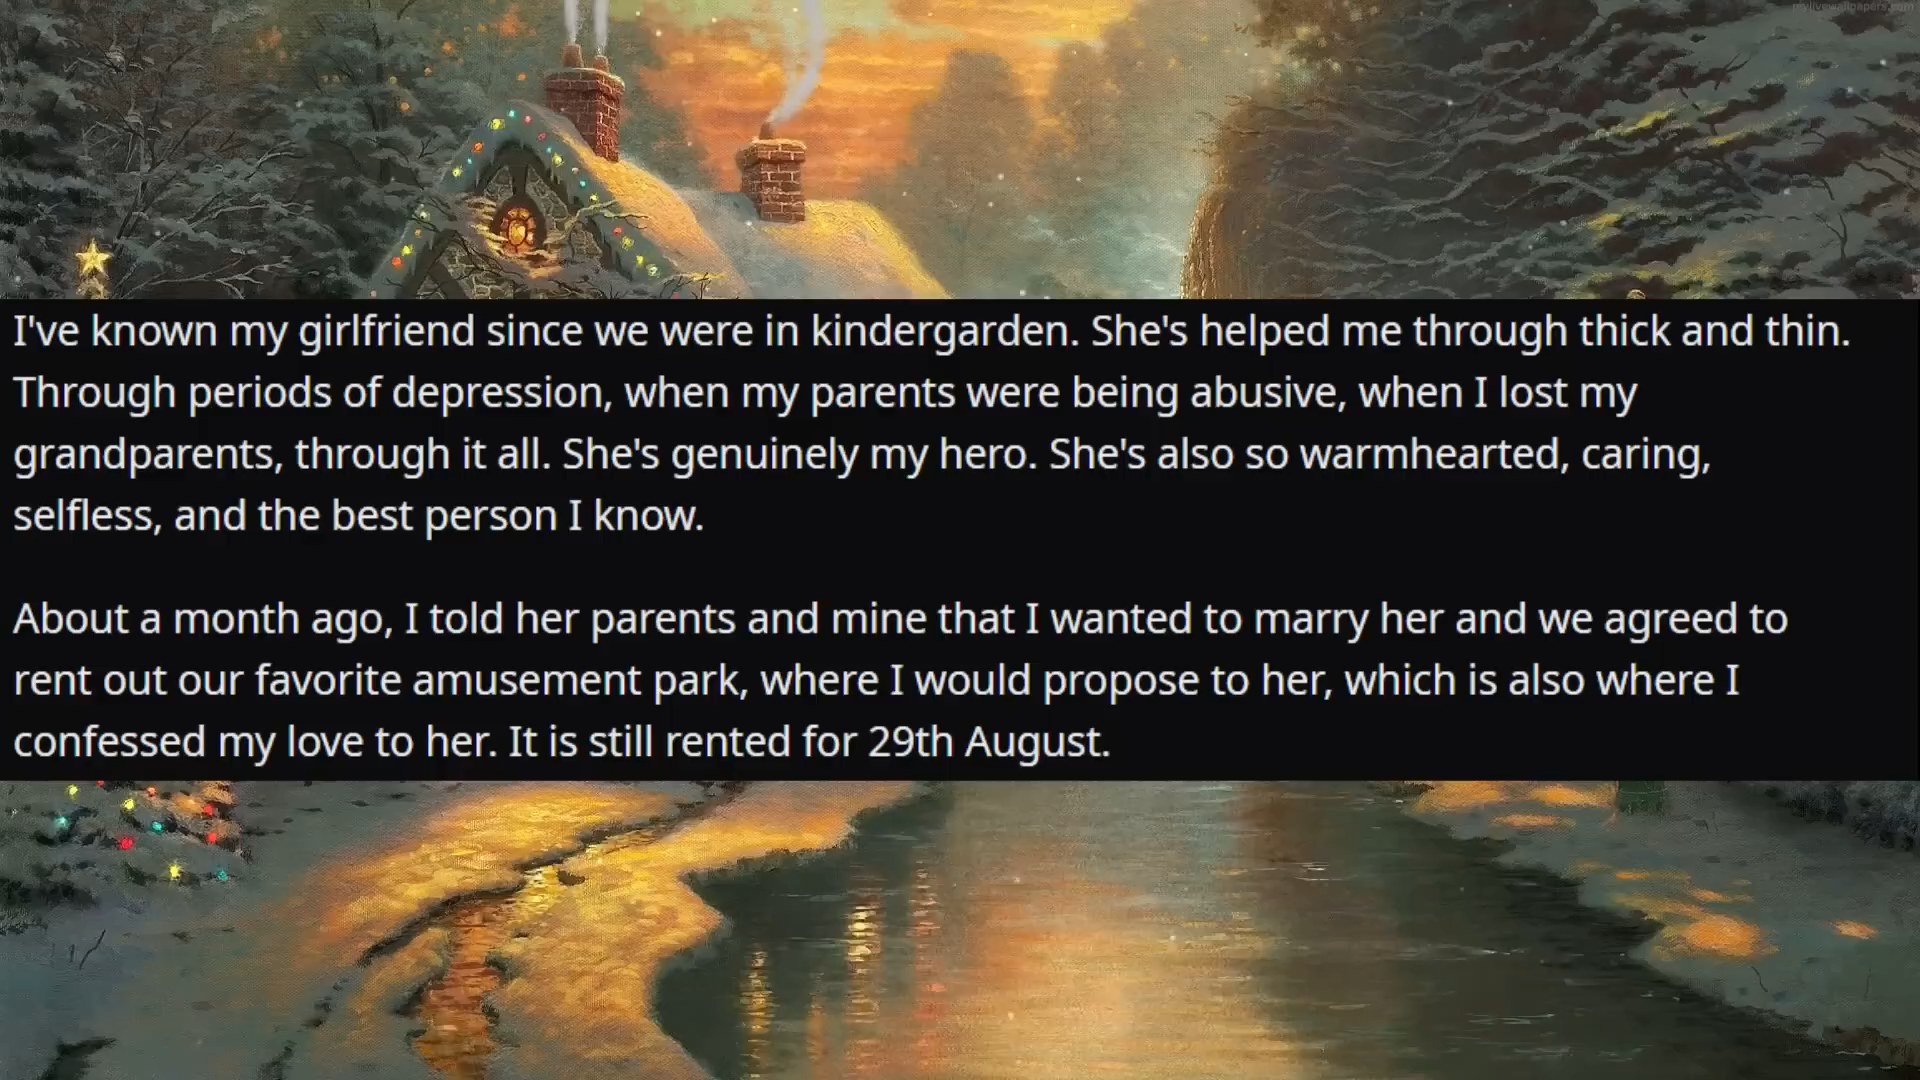 mylivewallpapers.com
I've known my girlfriend since we were in kindergarden. She's helped me through thick and thin.
Through periods of depression, when my parents were being abusive, when I lost my
grandparents, through it all. She's genuinely my hero. She's also so warmhearted, caring,
selfless, and the best person I know.
About a month ago, I told her parents and mine that I wanted to marry her and we agreed to
rent out our favorite amusement park, where I would propose to her, which is also where I
confessed my love to her. It is still rented for 29th August.